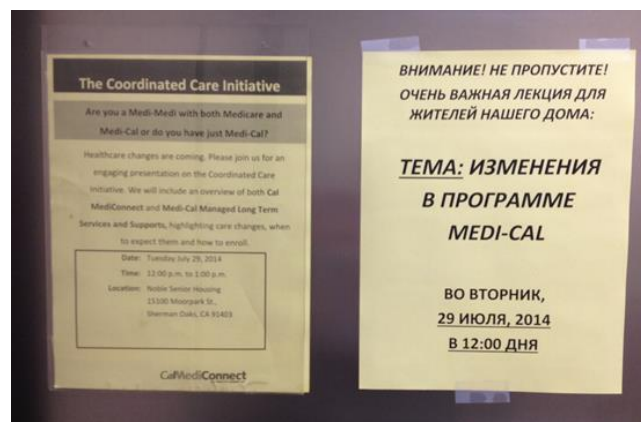 The Coordinated Care Initiative
Are you a Medi-Medi with both Medicare and
Medi-Cal or do you have just Medi-Cal?
Healthcare changes are coming. Please join us for an
engaging presentation on the Coordinated Care
Initiative. We will include an overview of both Cal
MediConnect and Medi-Cal Managed Long Term
Services and Supports, highlighting care changes, when
to expect them and how to enroll.
Date: Tuesday July 29, 2014
Time: 12:00 p.m. to 1:00 p.m.
Location: Noble Senior Housing
15100 Moorpark St.,
Sherman Oaks, CA 91403
CalMediConnect
ВНИМАНИЕ! НЕ ПРОПУСТИТЕ!
ОЧЕНЬ ВАЖНАЯ ЛЕКЦИЯ ДЛЯ
ЖИТЕЛЕЙ НАШЕГО ДОМА:
ТЕМА: ИЗМЕНЕНИЯ
В ПРОГРАММЕ
MEDI-CAL
ВО ВТОРНИК,
29 ИЮЛЯ, 2014
В 12:00 ДНЯ